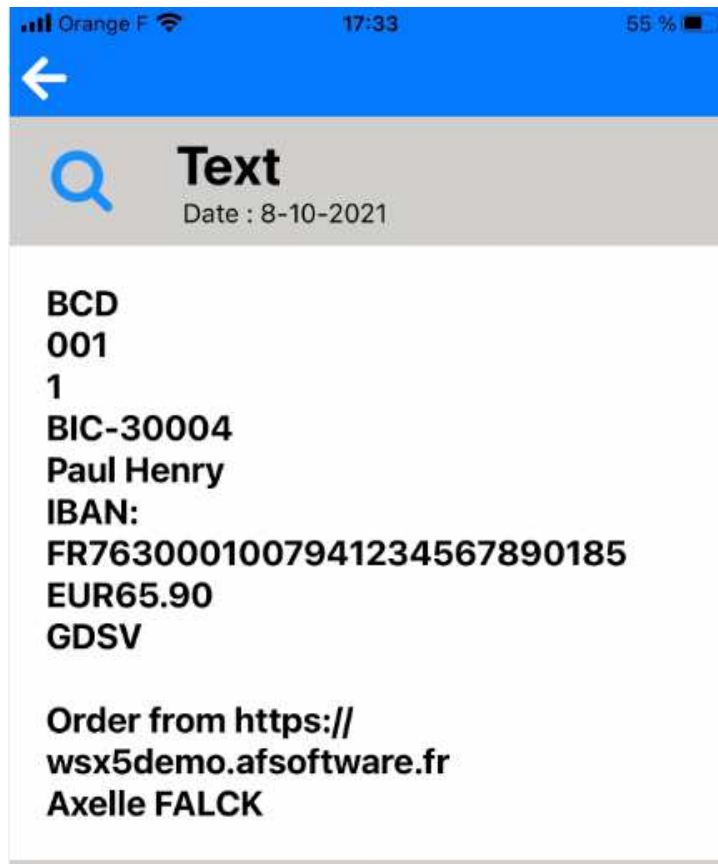 Orange F
17:33
55 %
Text
Date : 8-10-2021
BCD
001
1
BIC-30004
Paul Henry
IBAN:
FR7630001007941234567890185
EUR65.90
GDSV
Order from https://
wsx5demo.afsoftware.fr
Axelle FALCK